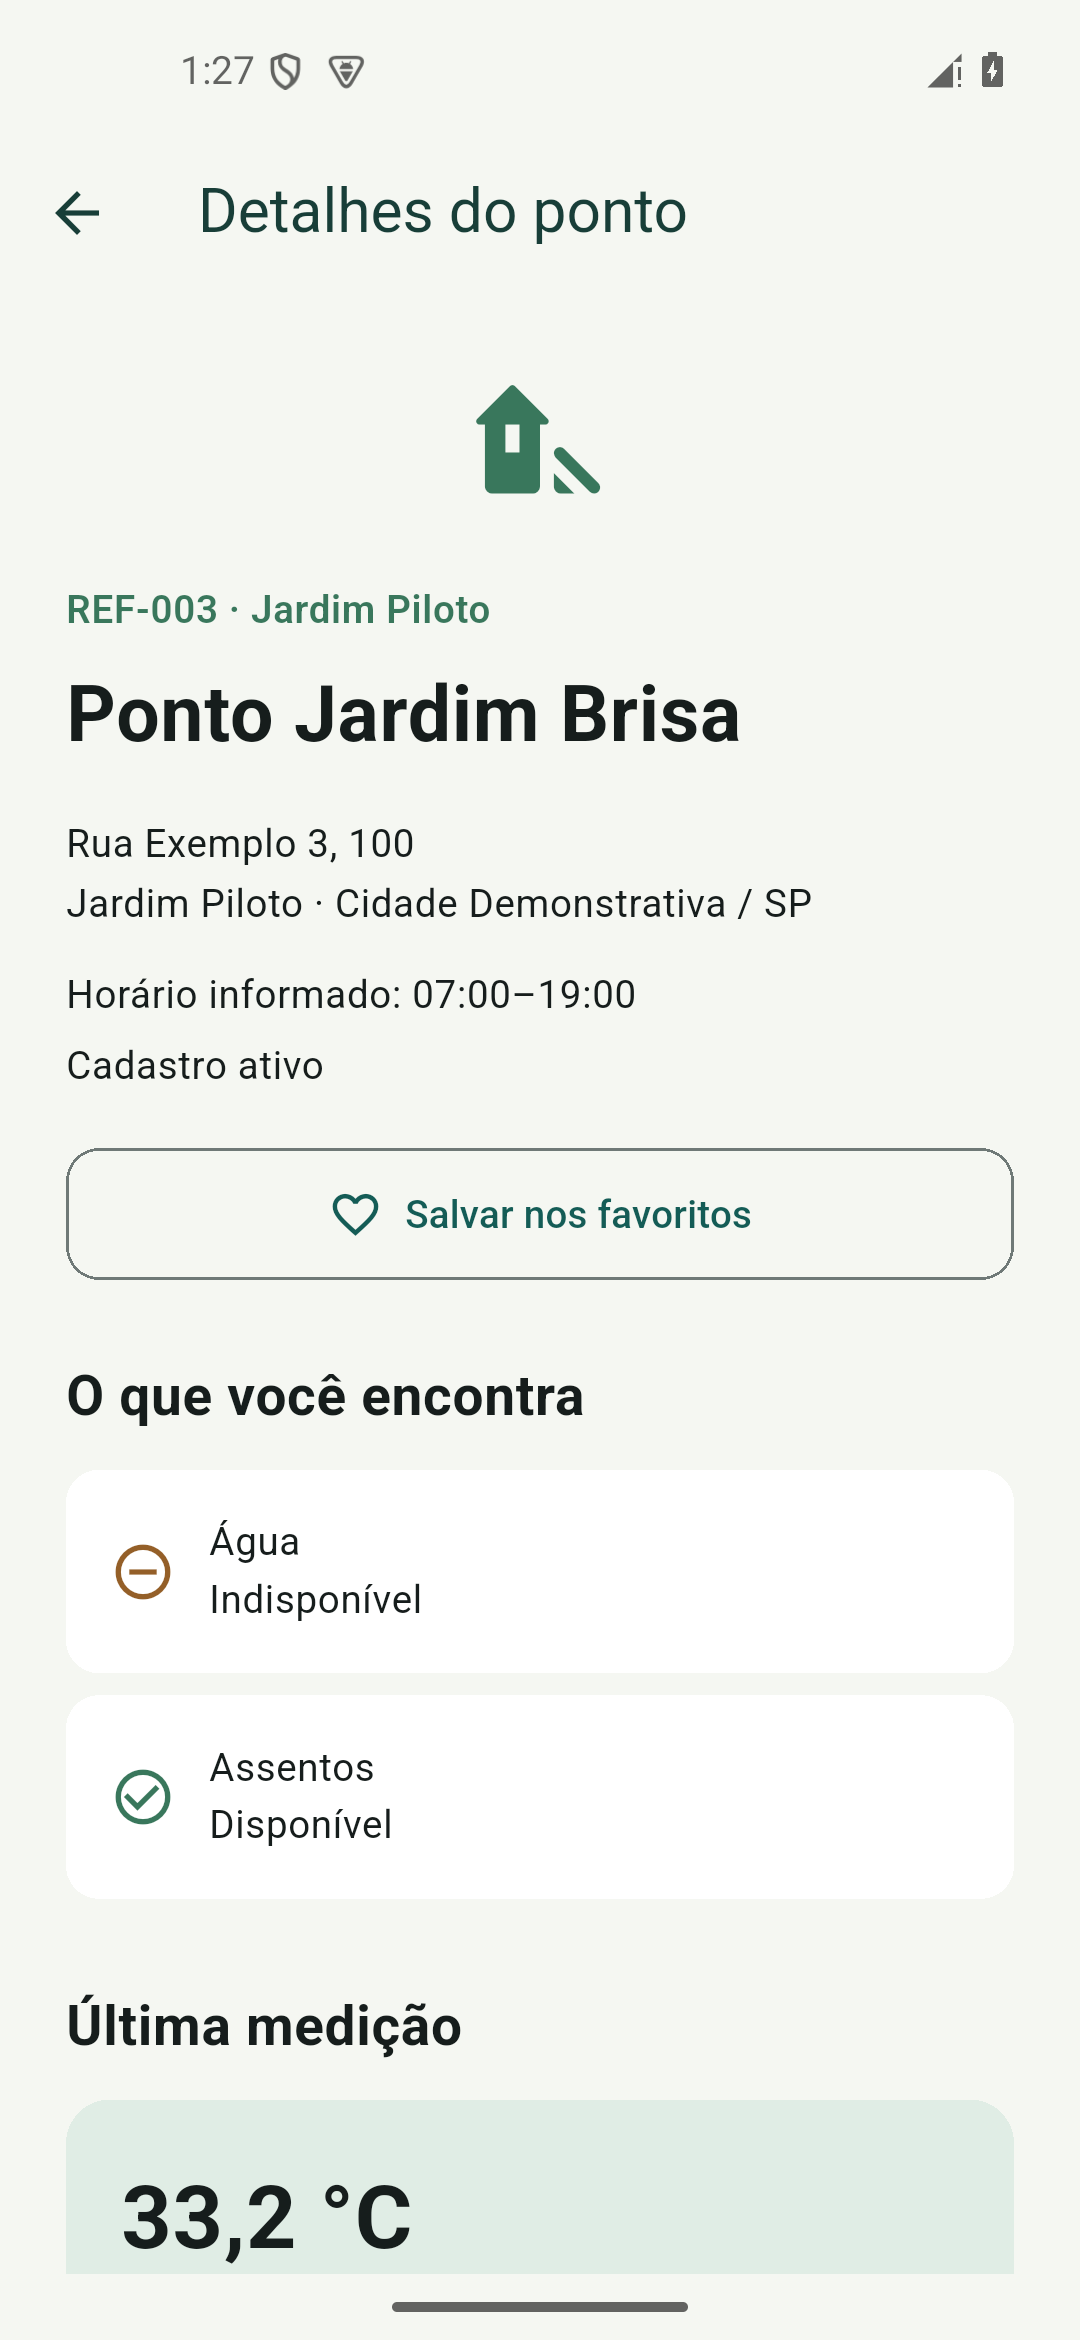 1:27
Detalhes do ponto
REF-003 · Jardim Piloto
Ponto Jardim Brisa
Rua Exemplo 3, 100
Jardim Piloto · Cidade Demonstrativa / SP
Horário informado: 07:00–19:00
Cadastro ativo
Salvar nos favoritos
O que você encontra
Água
Indisponível
Assentos
Disponível
Última medição
33,2 °C